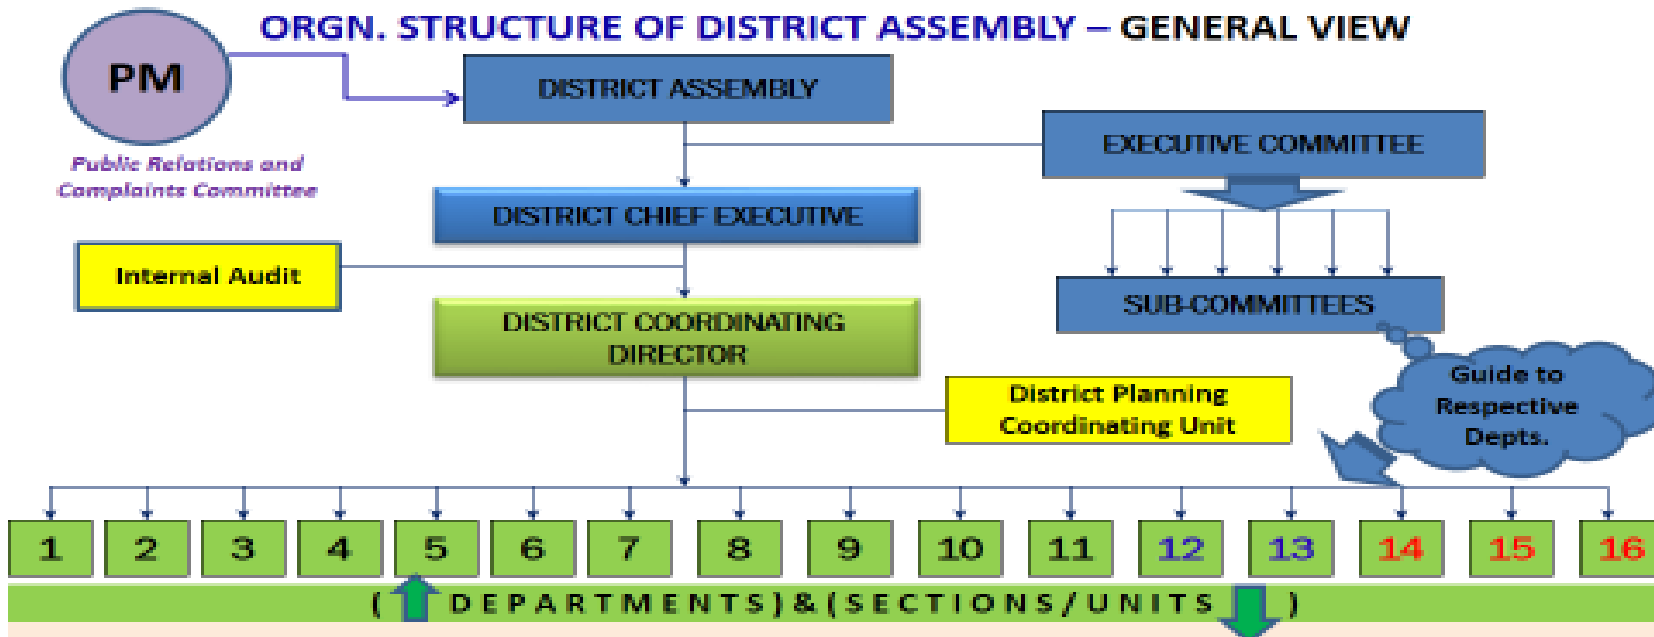 ORGN. STRUCTURE OF DISTRICT ASSEMBLY – GENERAL VIEW
PM
Public Relations and
Complaints Committee
DISTRICT ASSEMBLY
EXECUTIVE COMMITTEE
DISTRICT CHIEF EXECUTIVE
Internal Audit
SUB-COMMITTEES
DISTRICT COORDINATING
DIRECTOR
Guide to
Respective
Depts.
District Planning
Coordinating Unit
1 2 3 4 5 6 7 8 9 10 11 12 13 14 15 16
( DEPARTMENTS)&(SECTIONS/UNITS )